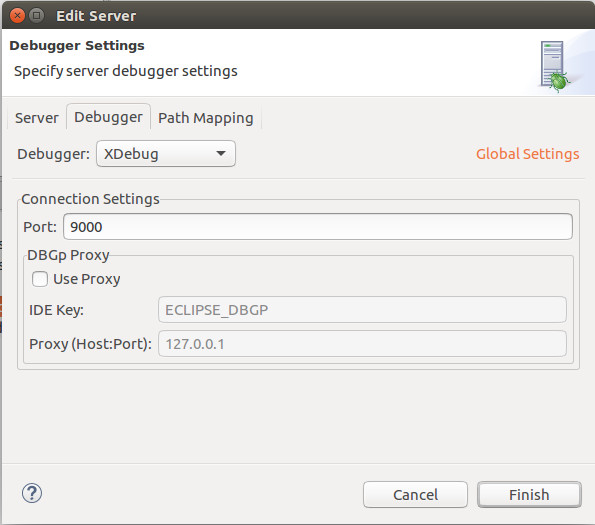 Edit Server
Debugger Settings
Specify server debugger settings
Server Debugger Path Mapping
Debugger: XDebug Global Settings
Connection Settings
Port: 9000
DBGp Proxy
Use Proxy
IDE Key: ECLIPSE_DBGP
Proxy (Host:Port): 127.0.0.1
? Cancel Finish